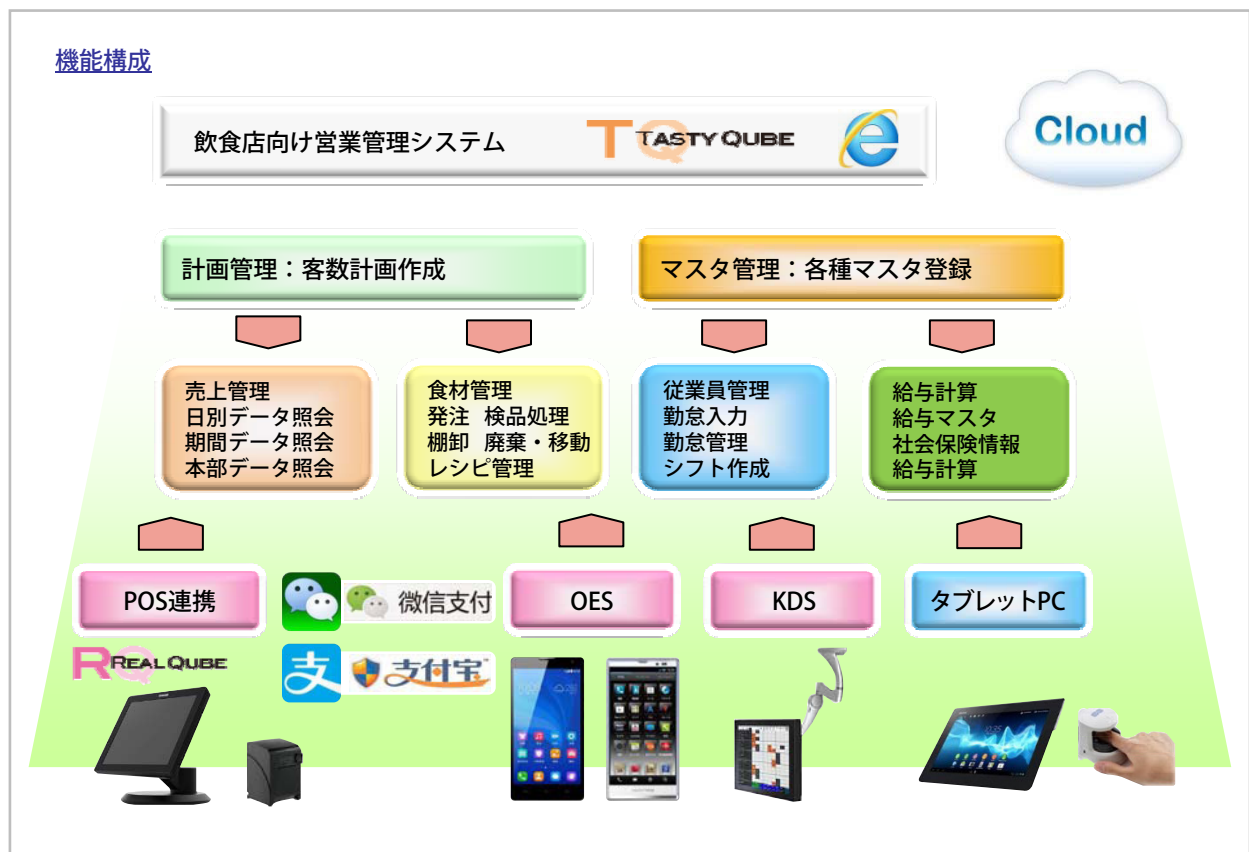 機能構成
飲食店向け営業管理システム
TQ TASTY QUBE
Cloud
計画管理：客数計画作成
マスタ管理：各種マスタ登録
売上管理
日別データ照会
期間データ照会
本部データ照会
食材管理
発注 検品処理
棚卸 廃棄・移動
レシピ管理
従業員管理
勤怠入力
勤怠管理
シフト作成
給与計算
給与マスタ
社会保険情報
給与計算
POS連携
微信支付
OES
KDS
タブレットPC
RQ REAL QUBE
支
支付宝